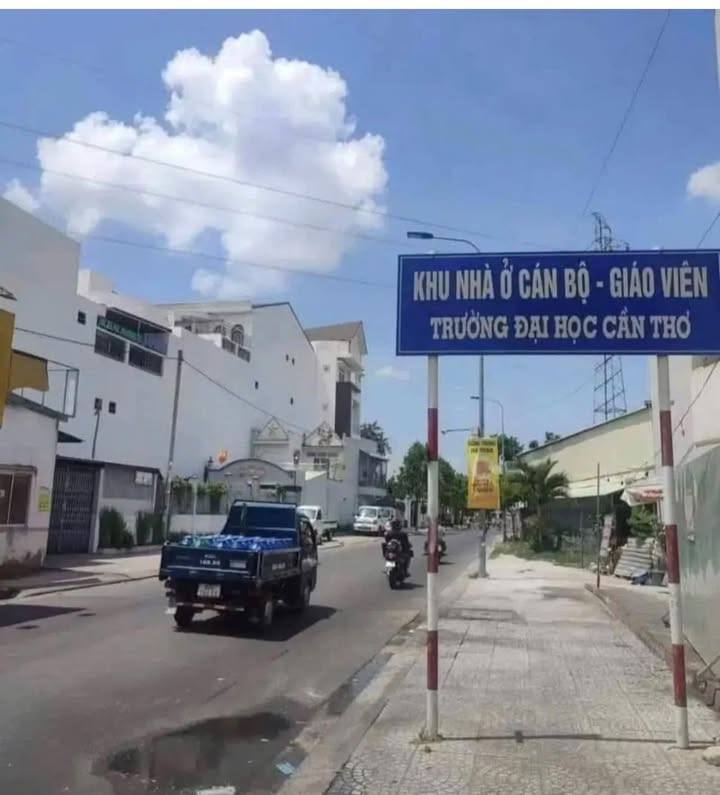 KHU NHÀ Ở CÁN BỘ - GIÁO VIÊN
TRƯỜNG ĐẠI HỌC CẦN THƠ